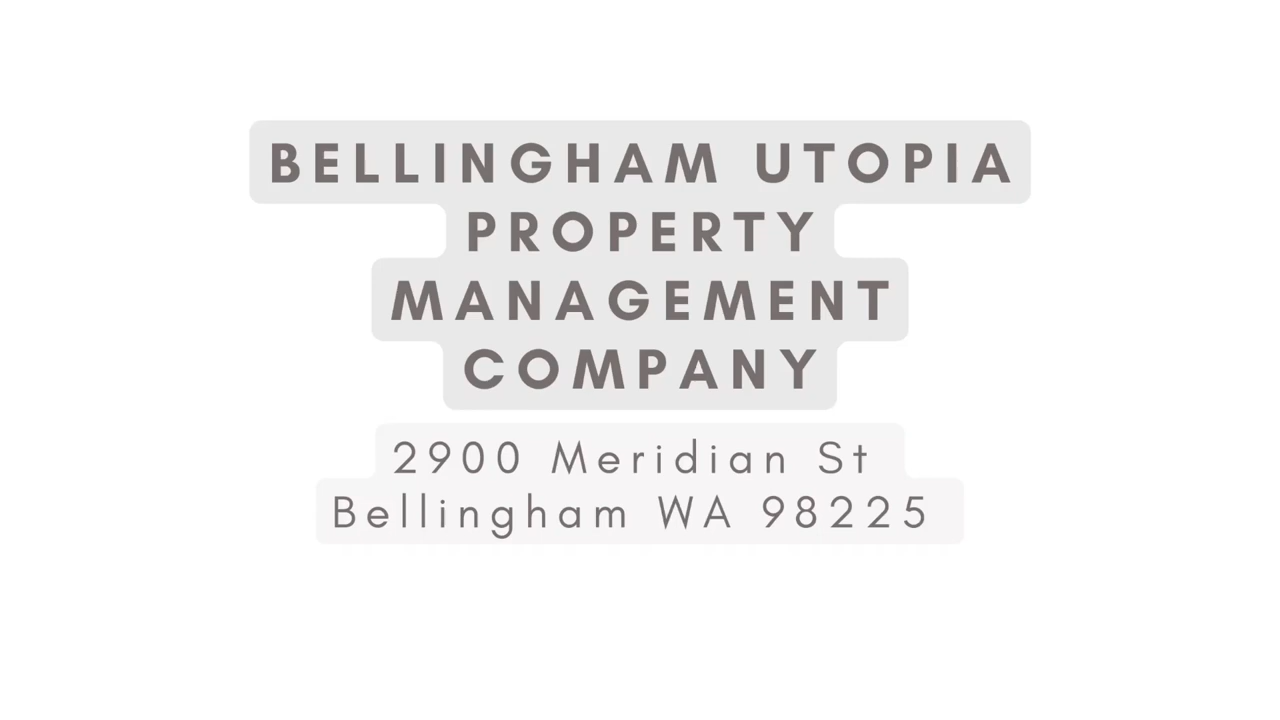 BELLINGHAM UTOPIA
PROPERTY
MANAGEMENT
COMPANY
2900 Meridian St
Bellingham WA 98225